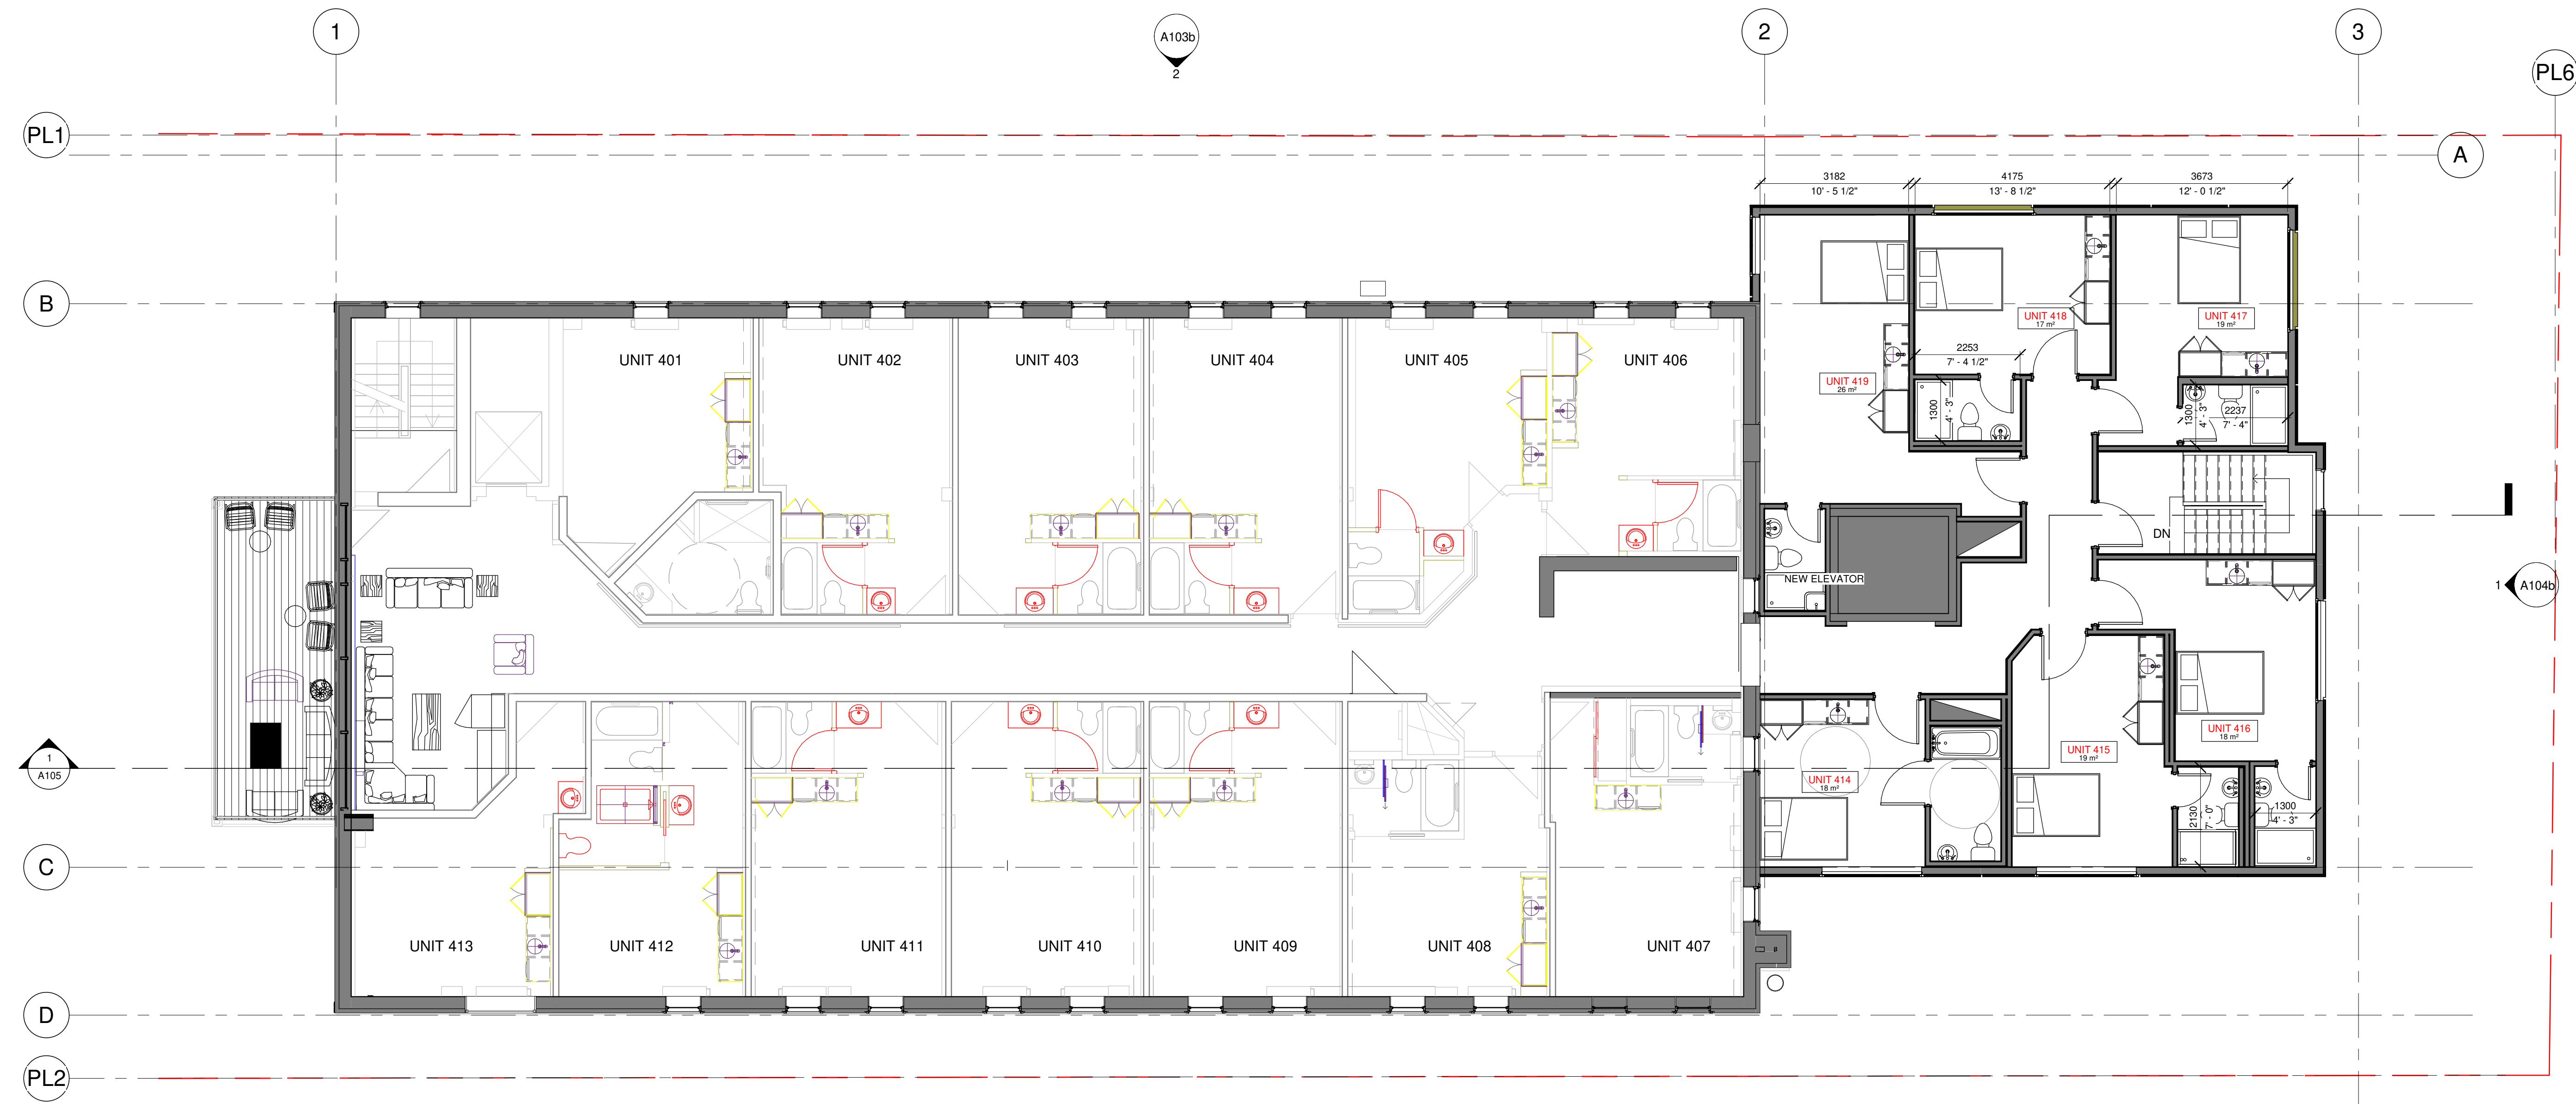 1
A103b
2
2
3
PL6
PL1
A
3182
10' - 5 1/2"
4175
13' - 8 1/2"
3673
12' - 0 1/2"
B
UNIT 401
UNIT 402
UNIT 403
UNIT 404
UNIT 405
UNIT 406
UNIT 418
17 m²
UNIT 417
19 m²
2253
7' - 4 1/2"
UNIT 419
26 m²
1300
4' - 3"
1300
4' - 3"
2237
7' - 4"
DN
NEW ELEVATOR
1
A104b
UNIT 416
18 m²
UNIT 415
19 m²
1
A105
UNIT 414
18 m²
2130
7' - 0"
1300
4' - 3"
C
UNIT 413
UNIT 412
UNIT 411
UNIT 410
UNIT 409
UNIT 408
UNIT 407
D
PL2